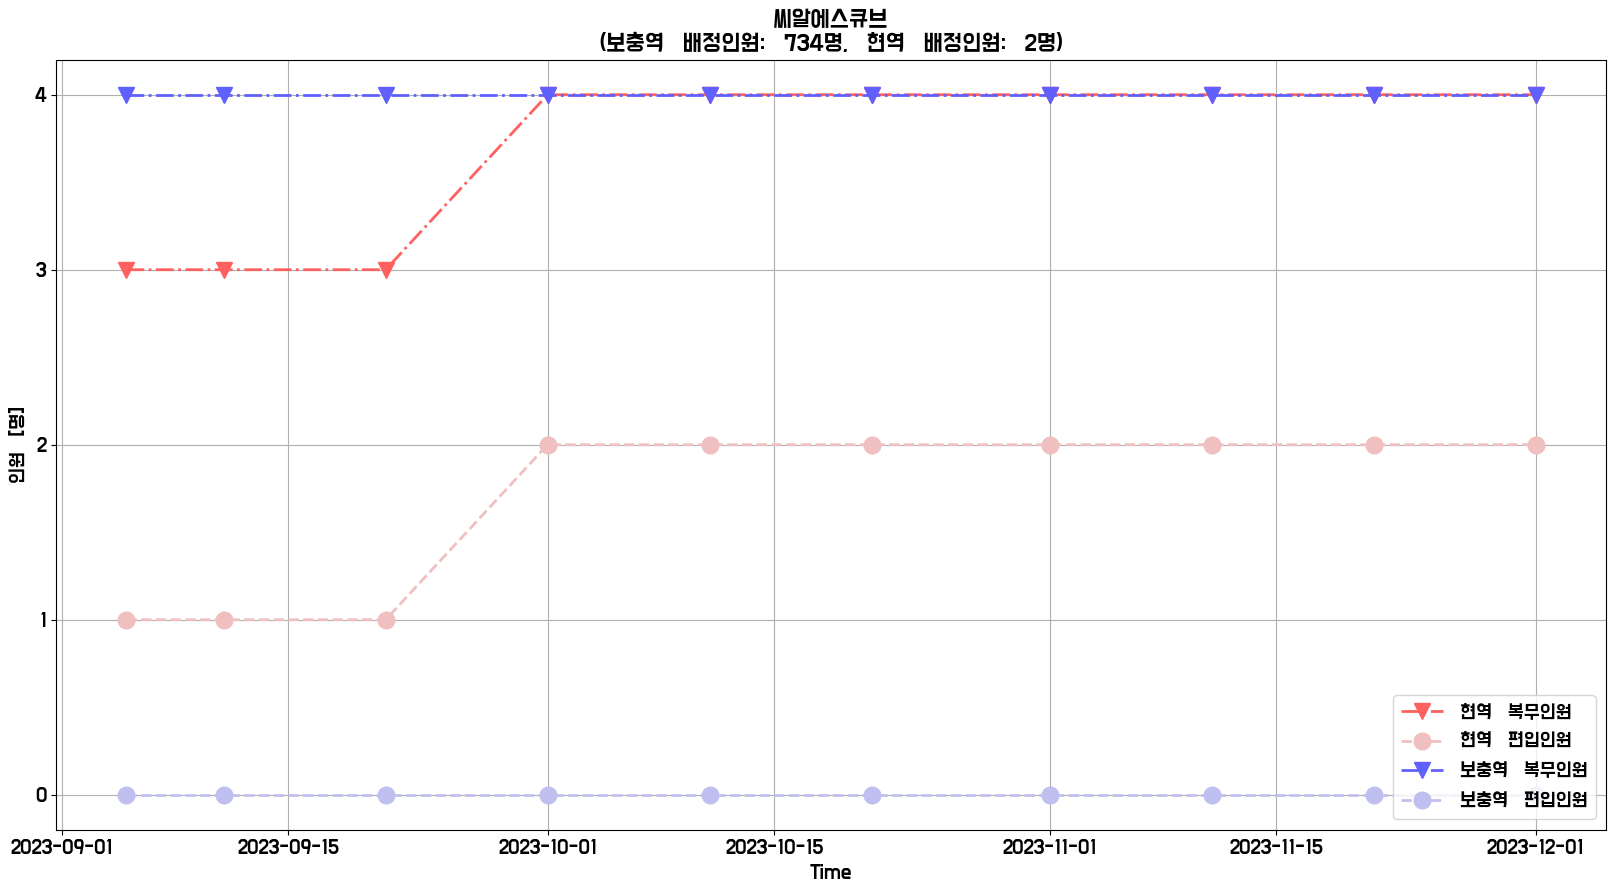 씨알에스큐브
(보충역 배정인원: 734명, 현역 배정인원: 2명)
인원 [명]
4
3
2
1
0
현역 복무인원
현역 편입인원
보충역 복무인원
보충역 편입인원
2023-09-01 2023-09-15 2023-10-01 2023-10-15 2023-11-01 2023-11-15 2023-12-01
Time